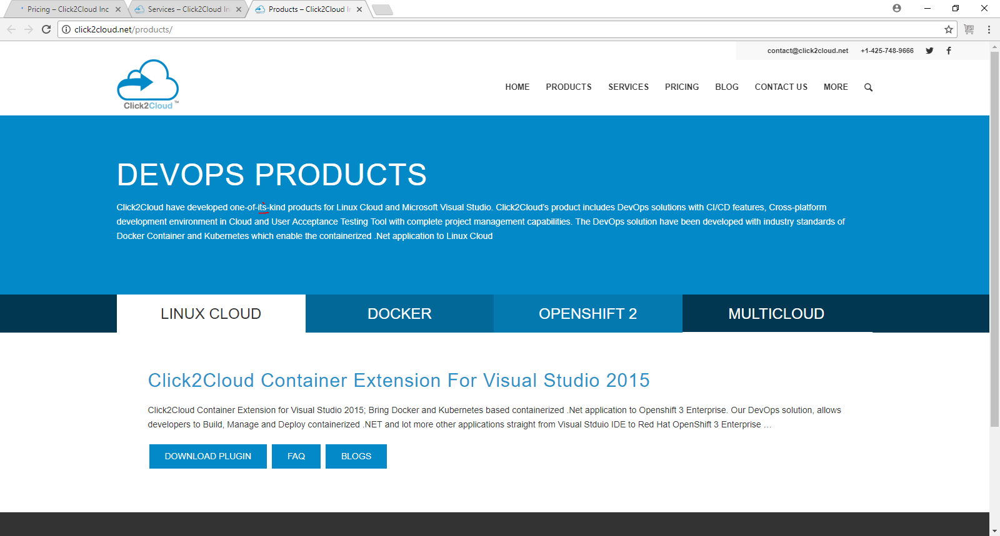 Pricing – Click2Cloud Inc
Services – Click2Cloud In
Products – Click2Cloud In
click2cloud.net/products/
contact@click2cloud.net +1-425-748-9666
Click2Cloud™
HOME PRODUCTS SERVICES PRICING BLOG CONTACT US MORE
DEVOPS PRODUCTS
Click2Cloud have developed one-of-its-kind products for Linux Cloud and Microsoft Visual Studio. Click2Cloud's product includes DevOps solutions with CI/CD features, Cross-platform
development environment in Cloud and User Acceptance Testing Tool with complete project management capabilities. The DevOps solution have been developed with industry standards of
Docker Container and Kubernetes which enable the containerized .Net application to Linux Cloud
LINUX CLOUD DOCKER OPENSHIFT 2 MULTICLOUD
Click2Cloud Container Extension For Visual Studio 2015
Click2Cloud Container Extension for Visual Studio 2015; Bring Docker and Kubernetes based containerized .Net application to Openshift 3 Enterprise. Our DevOps solution, allows
developers to Build, Manage and Deploy containerized .NET and lot more other applications straight from Visual Stduio IDE to Red Hat OpenShift 3 Enterprise …
DOWNLOAD PLUGIN FAQ BLOGS